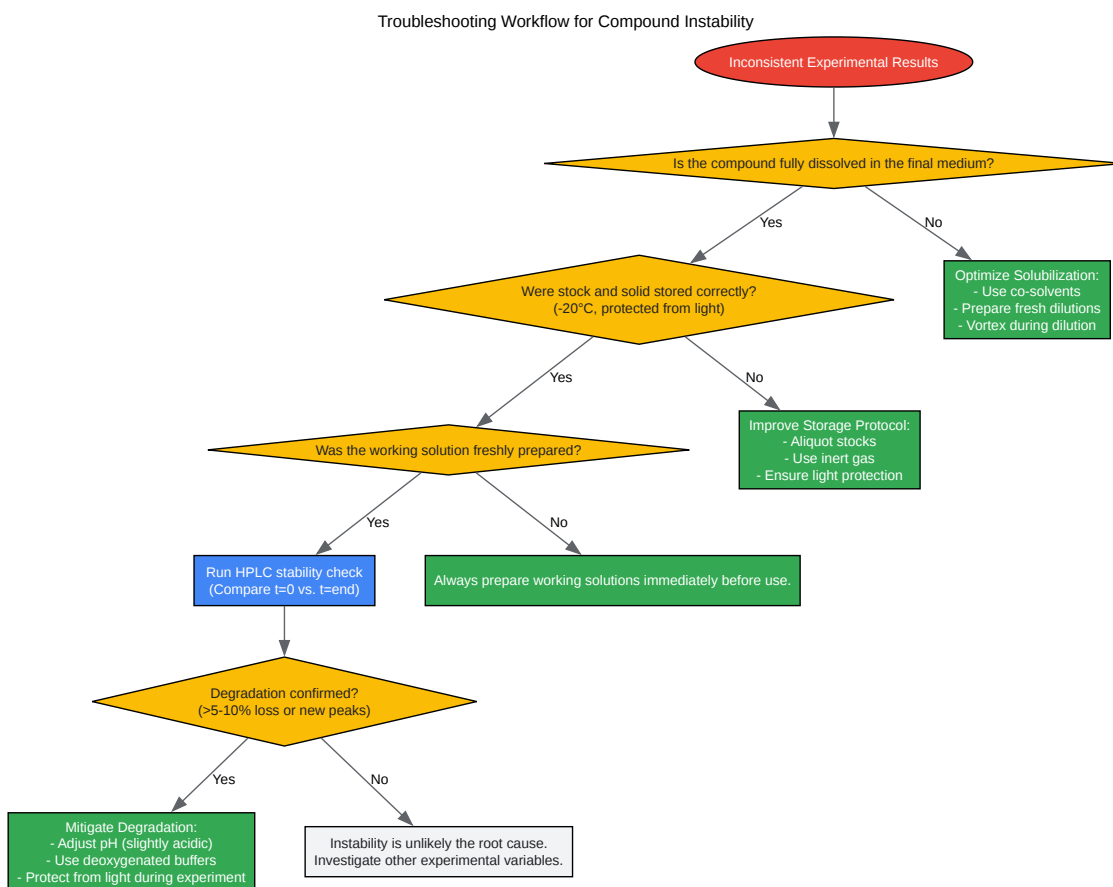 Troubleshooting Workflow for Compound Instability
Inconsistent Experimental Results
Is the compound fully dissolved in the final medium?
Yes
No
Were stock and solid stored correctly?
(-20°C, protected from light)
Optimize Solubilization:
- Use co-solvents
- Prepare fresh dilutions
- Vortex during dilution
Yes
No
Was the working solution freshly prepared?
Improve Storage Protocol:
- Aliquot stocks
- Use inert gas
- Ensure light protection
Yes
No
Run HPLC stability check
(Compare t=0 vs. t=end)
Always prepare working solutions immediately before use.
Degradation confirmed?
(>5-10% loss or new peaks)
Yes
No
Mitigate Degradation:
- Adjust pH (slightly acidic)
- Use deoxygenated buffers
- Protect from light during experiment
Instability is unlikely the root cause.
Investigate other experimental variables.